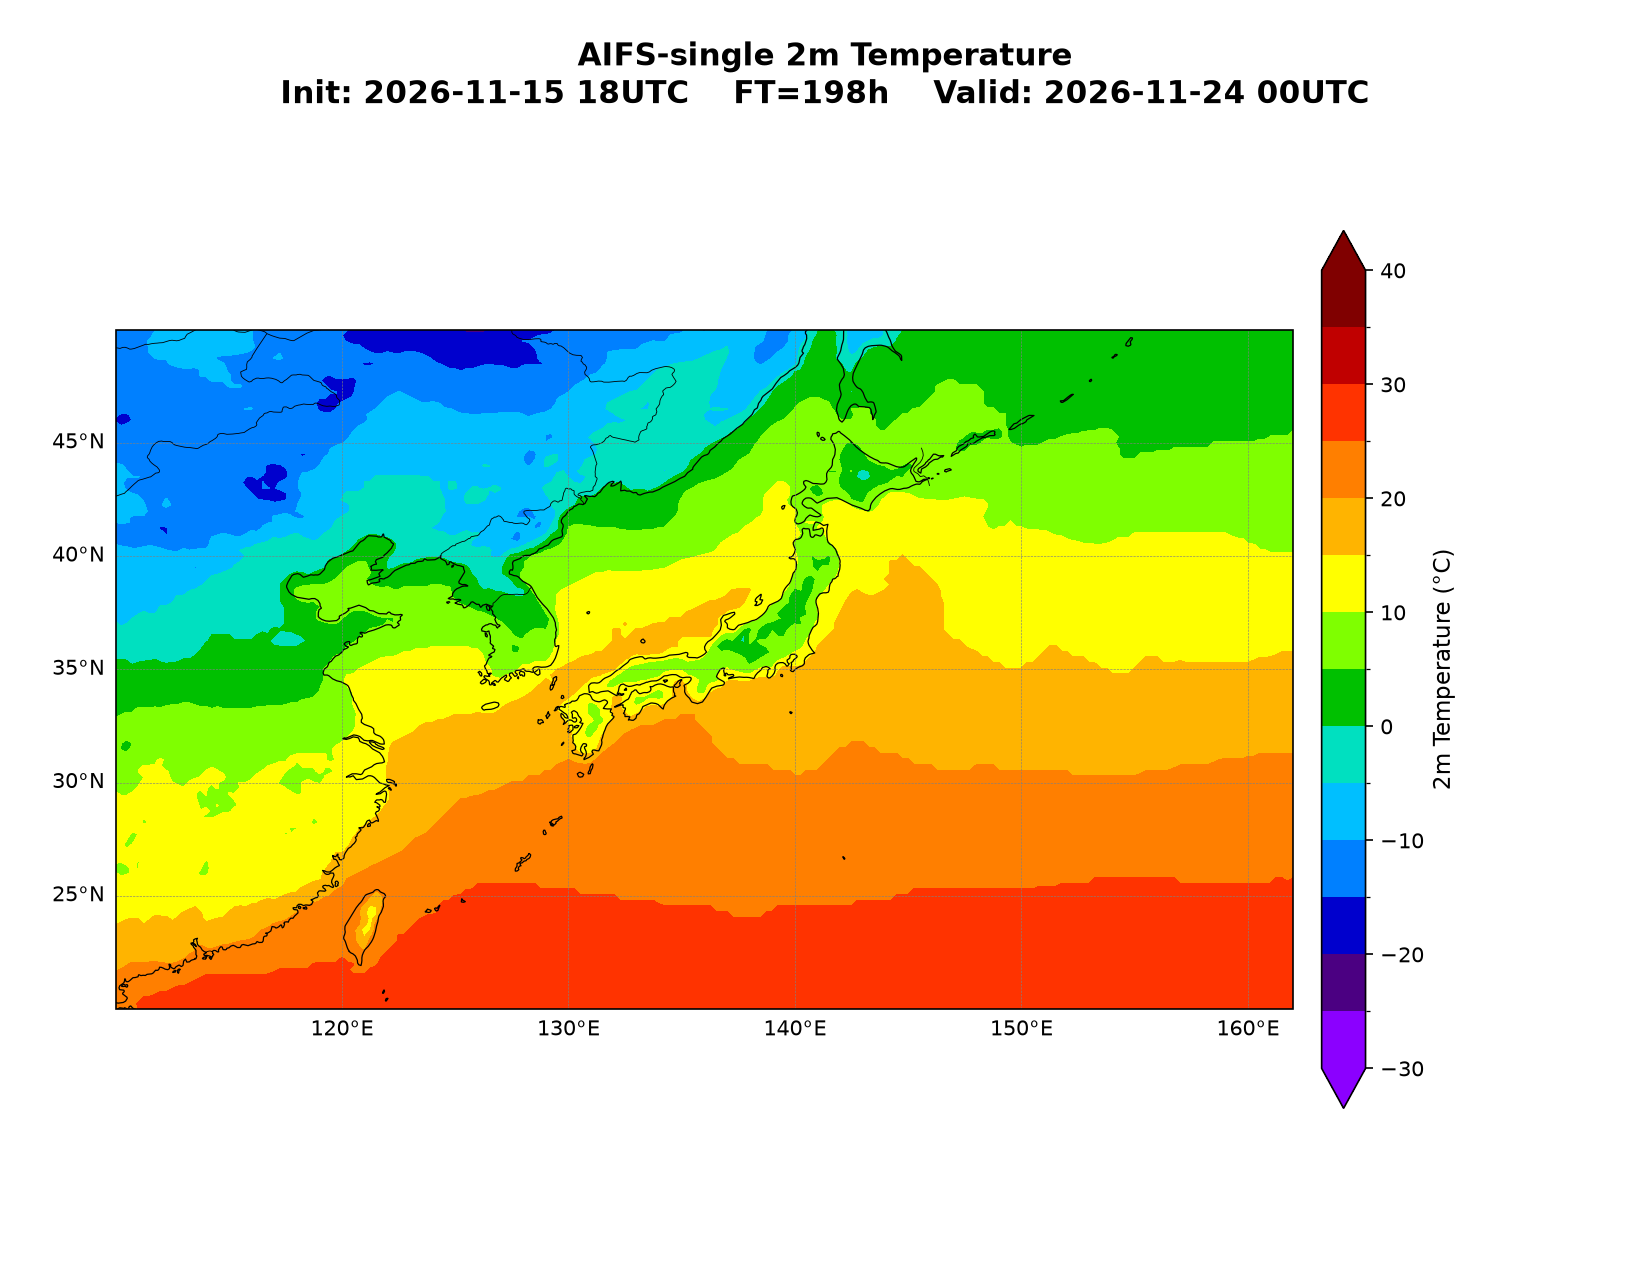 AIFS-single 2m Temperature
Init: 2026-11-15 18UTC    FT=198h    Valid: 2026-11-24 00UTC
45°N
40°N
35°N
30°N
25°N
120°E
130°E
140°E
150°E
160°E
40
30
20
10
0
−10
−20
−30
2m Temperature (°C)